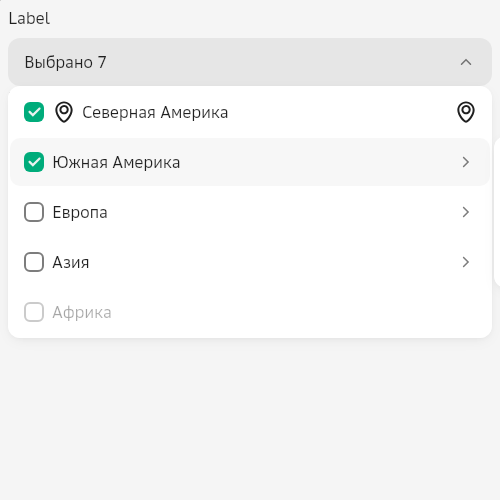 Label
Выбрано 7
Северная Америка
Южная Америка
Европа
Азия
Африка